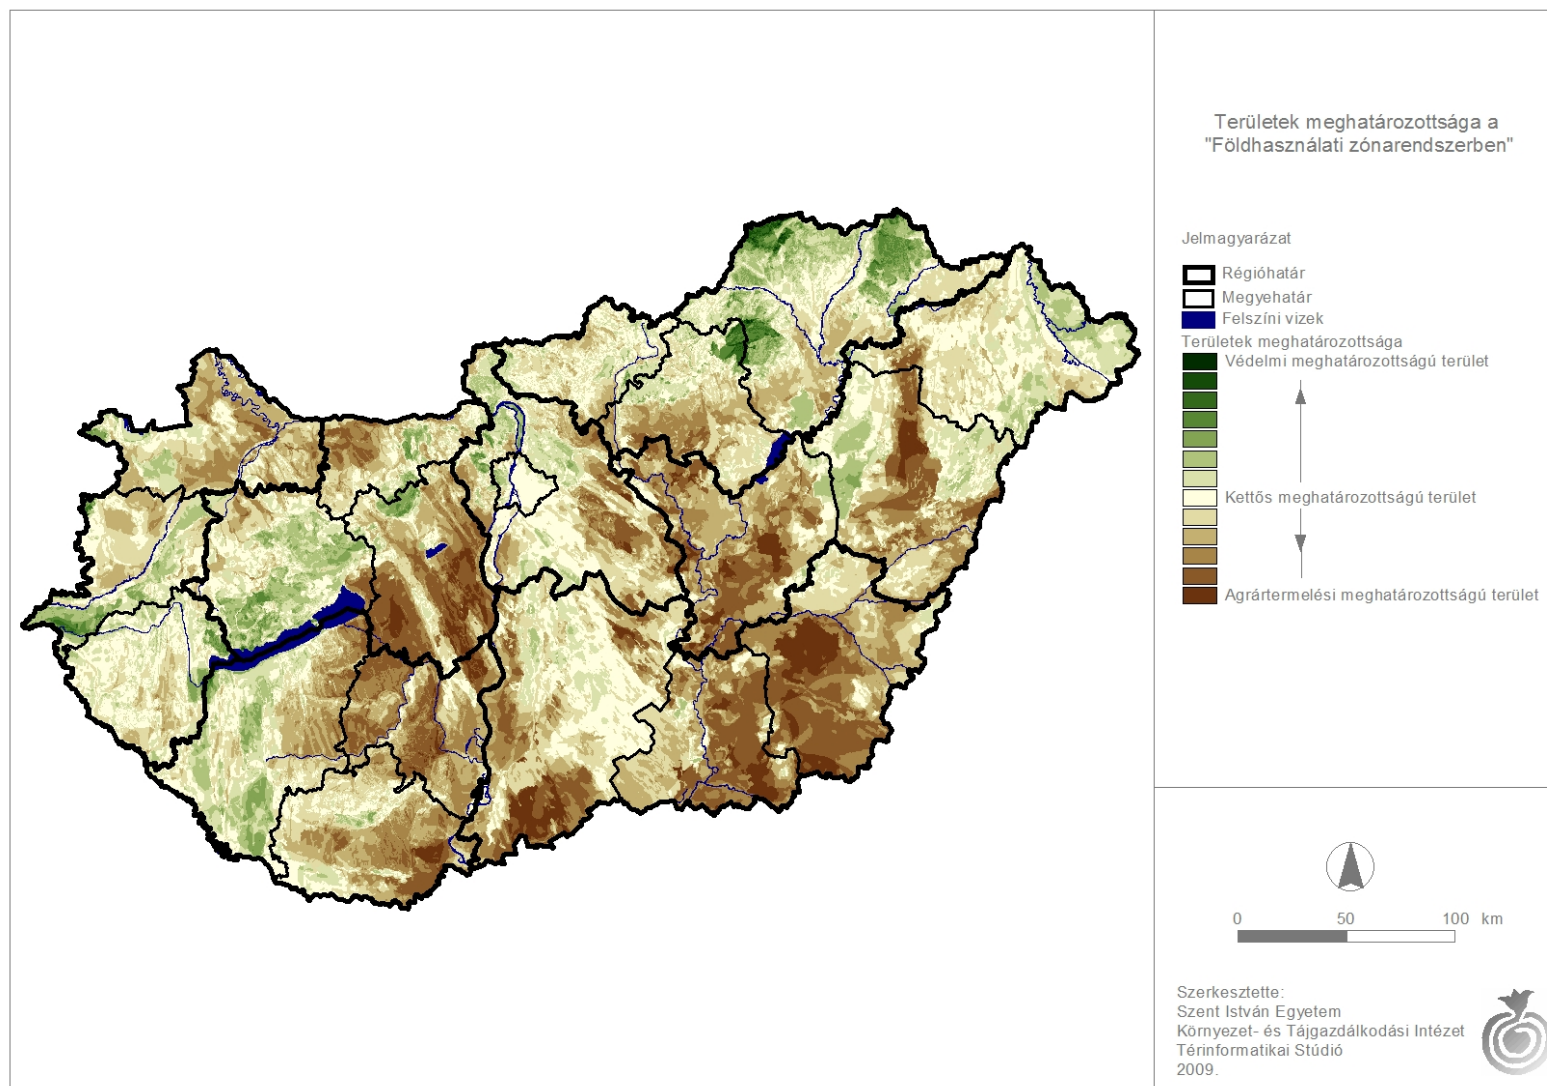 Területek meghatározottsága a
"Földhasználati zónarendszerben"
Jelmagyarázat
Régióhatár
Megyehatár
Felszíni vizek
Területek meghatározottsága
Védelmi meghatározottságú terület
Kettős meghatározottságú terület
Agrártermelési meghatározottságú terület
0 50 100 km
Szerkesztette:
Szent István Egyetem
Környezet- és Tájgazdálkodási Intézet
Térinformatikai Stúdió
2009.